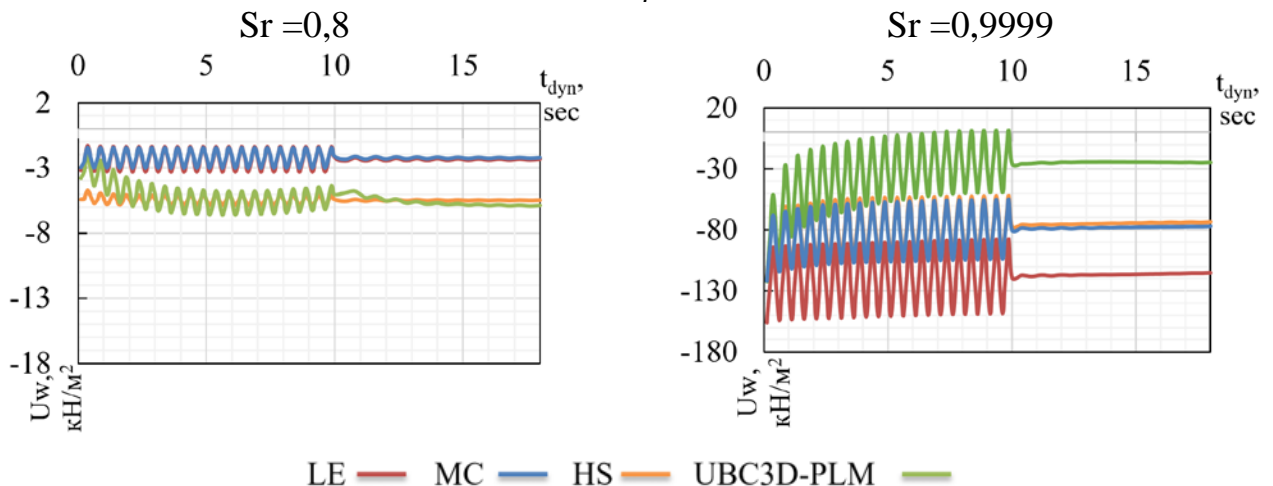 Sr =0,8
0 5 10 15 t_dyn, sec
2
-3
-8
-13
-18
Uw, кН/м²
Sr =0,9999
0 5 10 15 t_dyn, sec
20
-30
-80
-130
-180
Uw, кН/м²
LE MC HS UBC3D-PLM